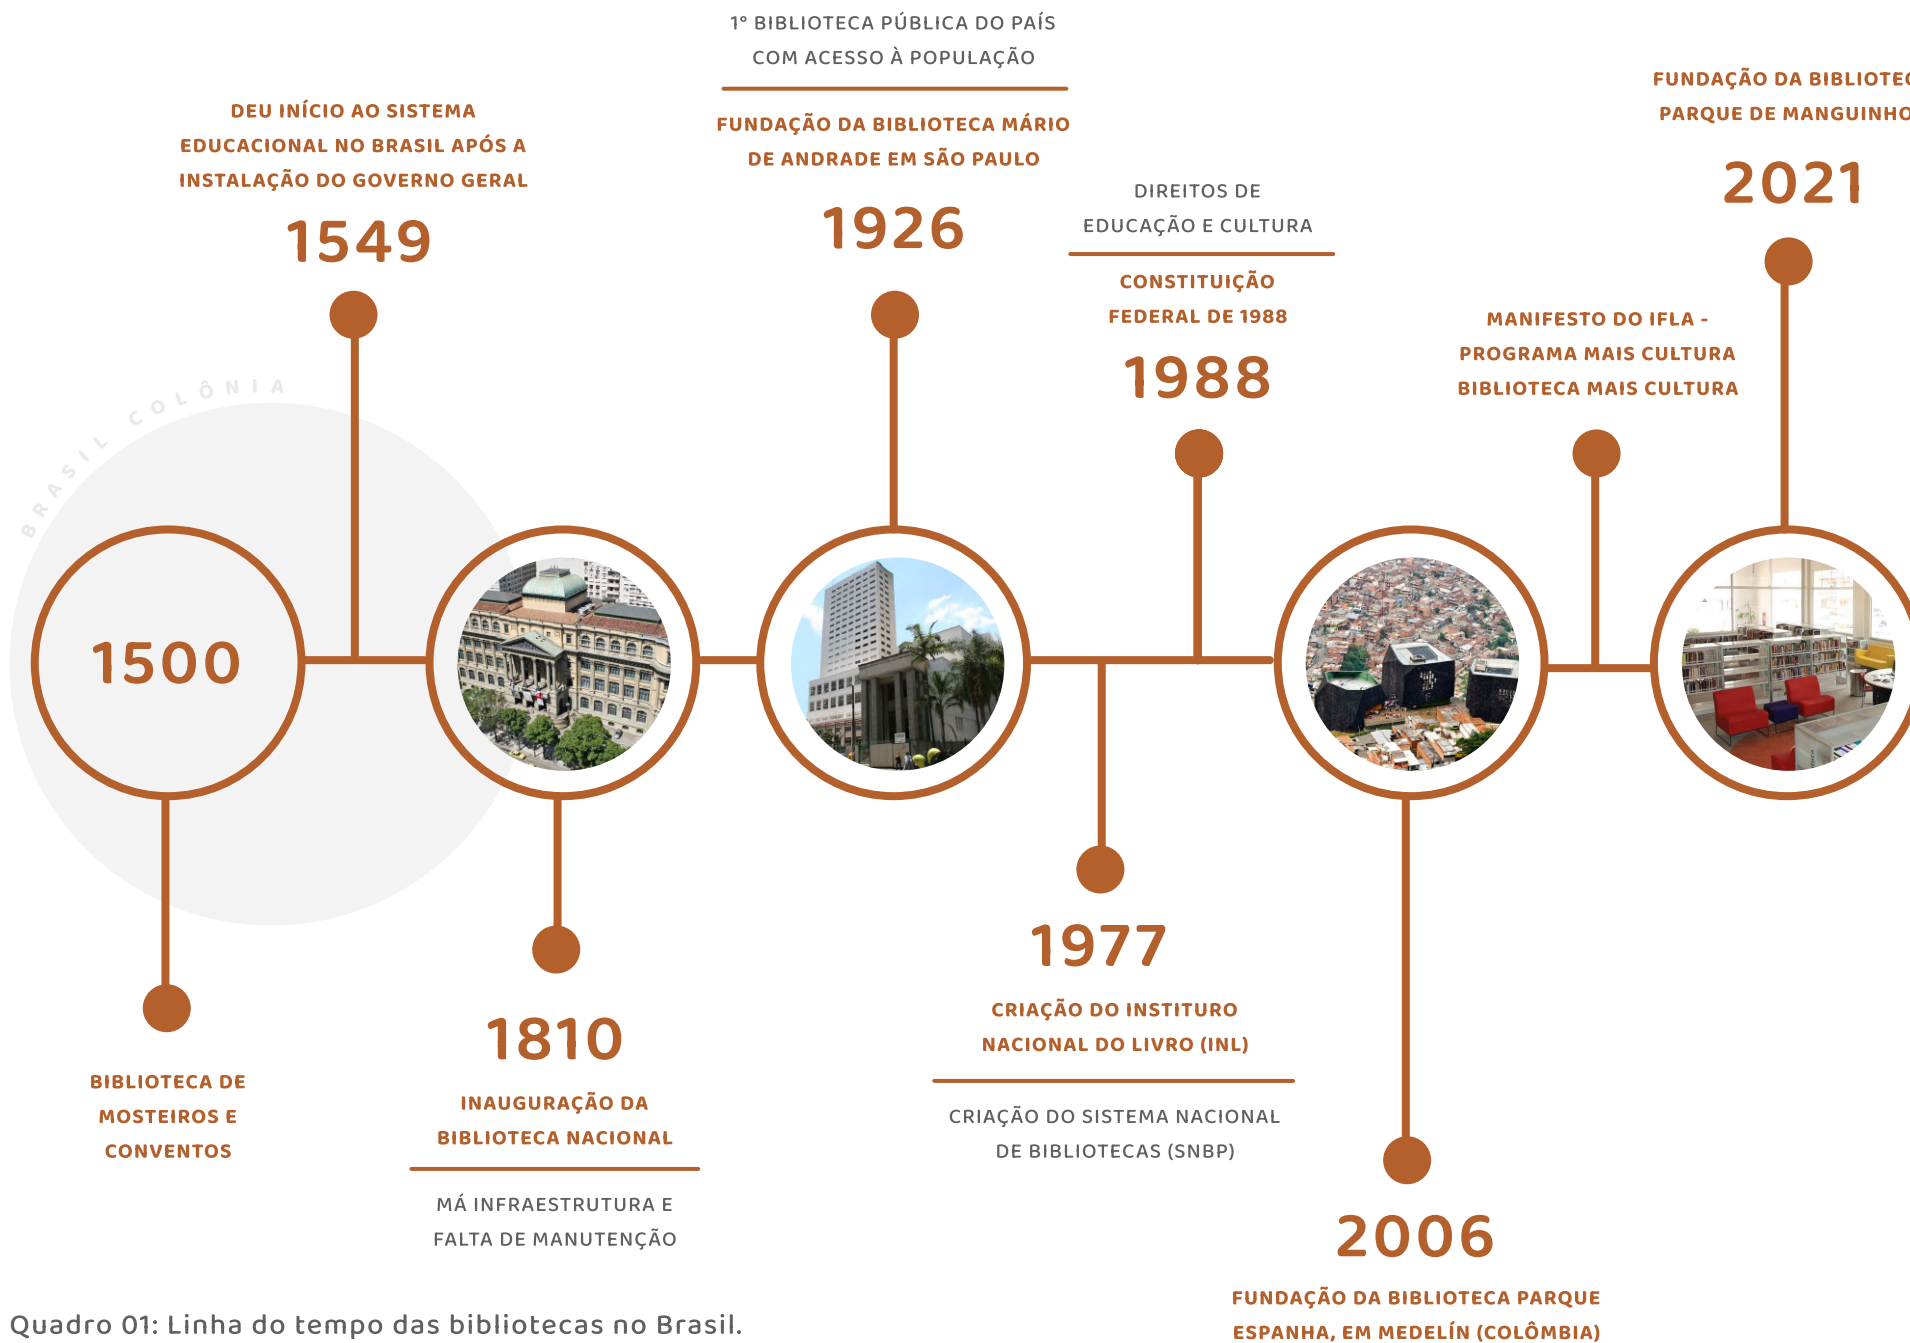 1° BIBLIOTECA PÚBLICA DO PAÍS
COM ACESSO À POPULAÇÃO
FUNDAÇÃO DA BIBLIOTECA MÁRIO
DE ANDRADE EM SÃO PAULO
1926
DEU INÍCIO AO SISTEMA
EDUCACIONAL NO BRASIL APÓS A
INSTALAÇÃO DO GOVERNO GERAL
1549
DIREITOS DE
EDUCAÇÃO E CULTURA
CONSTITUIÇÃO
FEDERAL DE 1988
1988
MANIFESTO DO IFLA -
PROGRAMA MAIS CULTURA
BIBLIOTECA MAIS CULTURA
FUNDAÇÃO DA
PARQUE DE
2021
BRASIL COLÔNIA
1500
BIBLIOTECA DE
MOSTEIROS E
CONVENTOS
1810
INAUGURAÇÃO DA
BIBLIOTECA NACIONAL
MÁ INFRAESTRUTURA E
FALTA DE MANUTENÇÃO
1977
CRIAÇÃO DO INSTITURO
NACIONAL DO LIVRO (INL)
CRIAÇÃO DO SISTEMA NACIONAL
DE BIBLIOTECAS (SNBP)
2006
FUNDAÇÃO DA BIBLIOTECA PARQUE
ESPANHA, EM MEDELÍN (COLÔMBIA)
Quadro 01: Linha do tempo das bibliotecas no Brasil.